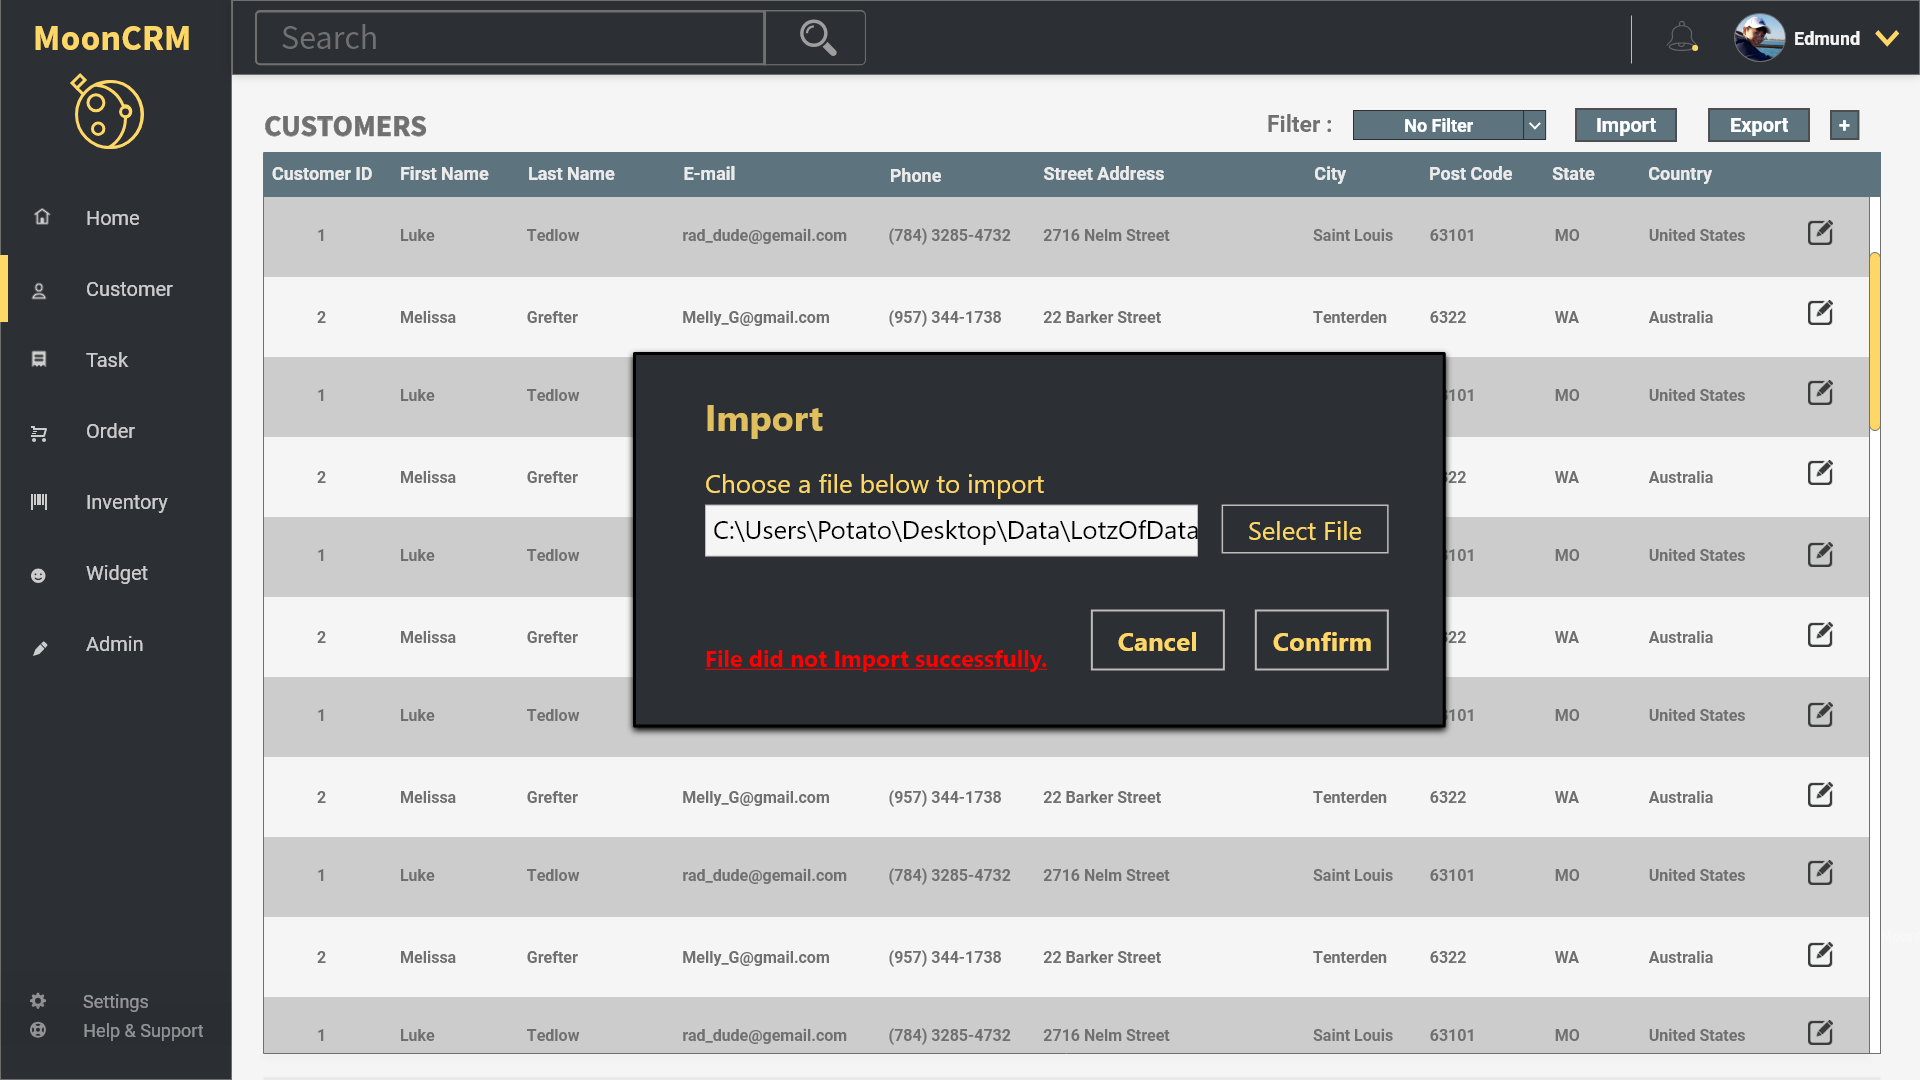 MoonCRM
Search
Edmund
Home
Customer
Task
Order
Inventory
Widget
Admin
Settings
Help & Support
CUSTOMERS
Filter :
No Filter
Import
Export
+
Customer ID First Name Last Name E-mail Phone Street Address City Post Code State Country
1 Luke Tedlow rad_dude@gemail.com (784) 3285-4732 2716 Nelm Street Saint Louis 63101 MO United States
2 Melissa Grefter Melly_G@gmail.com (957) 344-1738 22 Barker Street Tenterden 6322 WA Australia
1 Luke Tedlow 101 MO United States
2 Melissa Grefter 22 WA Australia
1 Luke Tedlow 101 MO United States
2 Melissa Grefter 22 WA Australia
1 Luke Tedlow 101 MO United States
2 Melissa Grefter Melly_G@gmail.com (957) 344-1738 22 Barker Street Tenterden 6322 WA Australia
1 Luke Tedlow rad_dude@gemail.com (784) 3285-4732 2716 Nelm Street Saint Louis 63101 MO United States
2 Melissa Grefter Melly_G@gmail.com (957) 344-1738 22 Barker Street Tenterden 6322 WA Australia
1 Luke Tedlow rad_dude@gemail.com (784) 3285-4732 2716 Nelm Street Saint Louis 63101 MO United States
Import
Choose a file below to import
C:\Users\Potato\Desktop\Data\LotzOfData
Select File
File did not Import successfully.
Cancel
Confirm